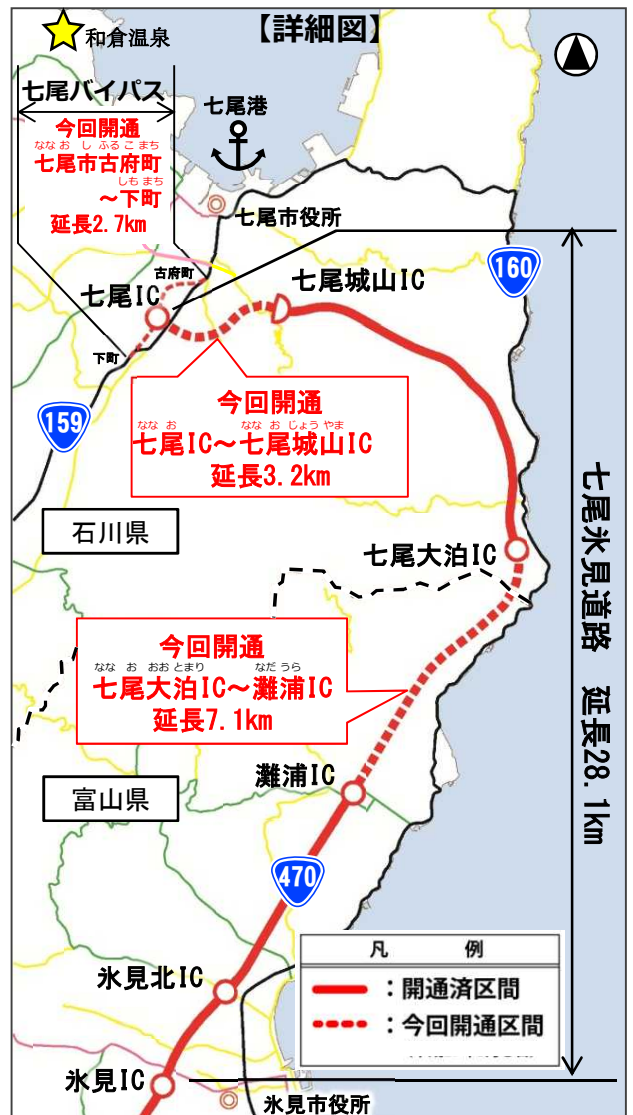 【詳細図】
和倉温泉
七尾バイパス
今回開通
なな お し ふる こ まち
七尾市古府町
しも まち
～下町
延長2.7km
七尾港
七尾市役所
古府町
七尾IC
七尾城山IC
160
下町
159
今回開通
なな お なな お じょう やま
七尾IC～七尾城山IC
延長3.2km
石川県
七尾大泊IC
七尾氷見道路 延長28.1km
今回開通
なな お おお とまり なだ うら
七尾大泊IC～灘浦IC
延長7.1km
灘浦IC
富山県
470
凡 例
：開通済区間
：今回開通区間
氷見北IC
氷見IC
氷見市役所